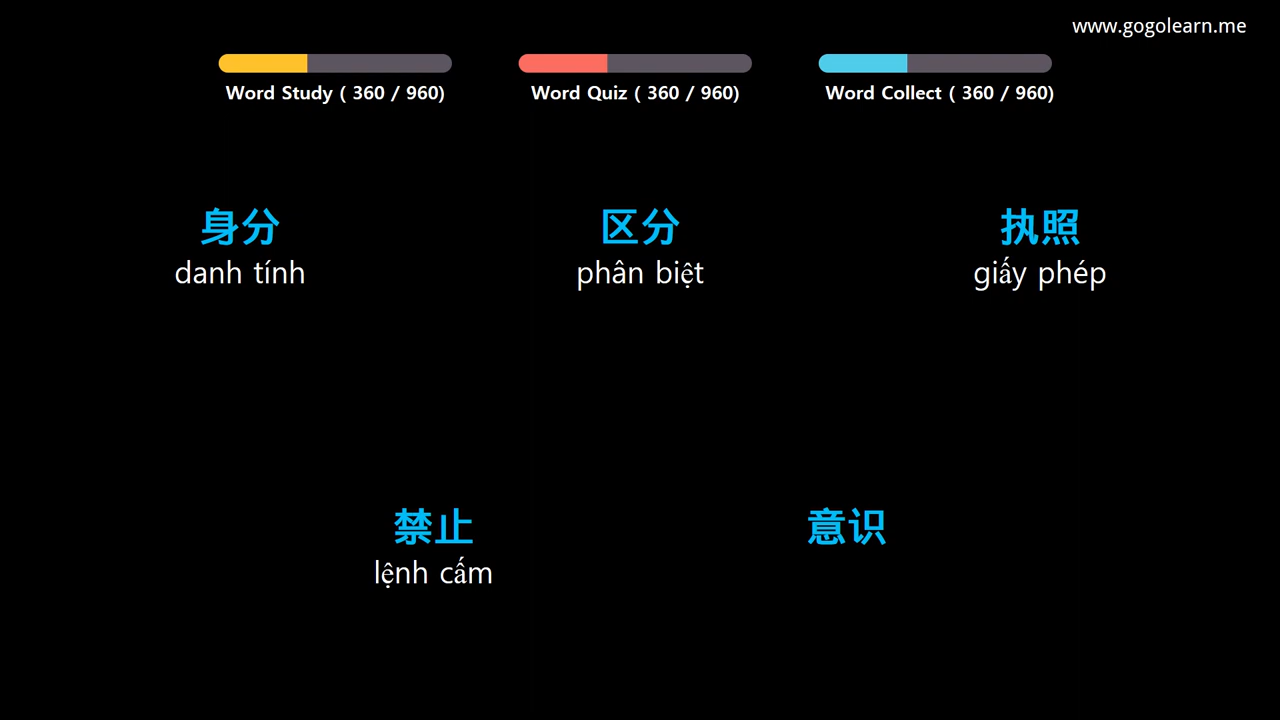 www.gogolearn.me
Word Study ( 360 / 960)
Word Quiz ( 360 / 960)
Word Collect ( 360 / 960)
身分
danh tính
区分
phân biệt
执照
giấy phép
禁止
lệnh cấm
意识